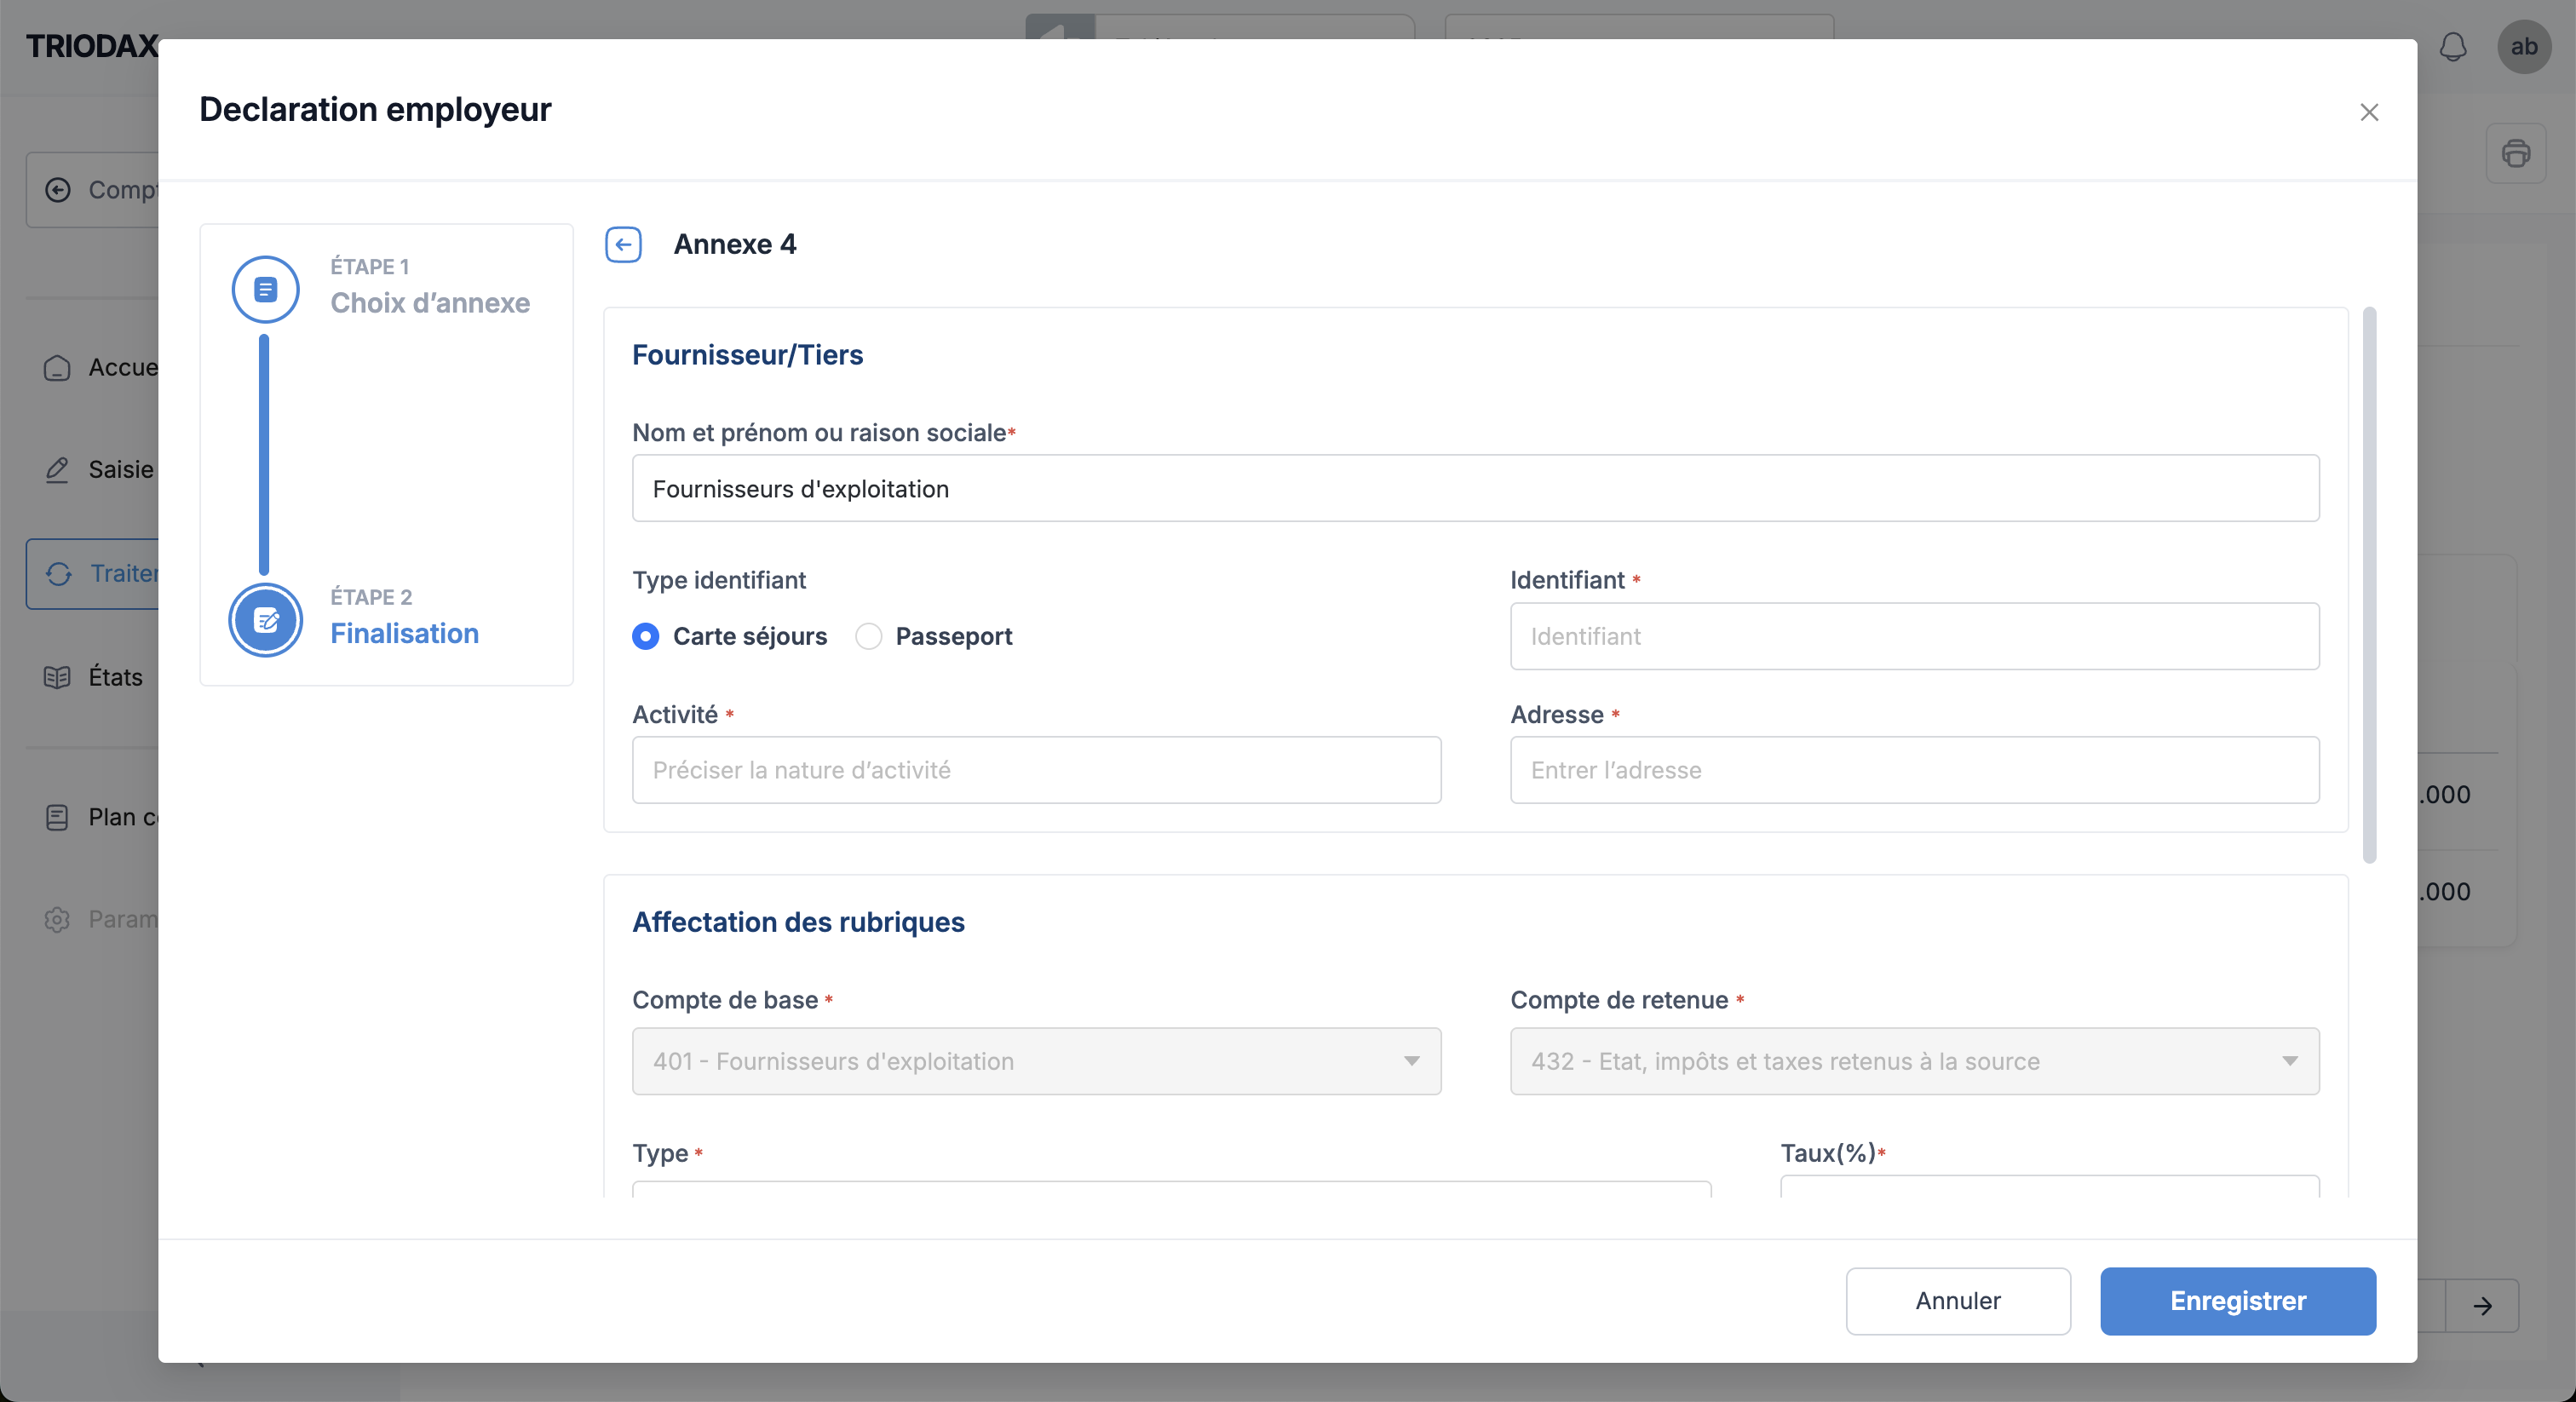 TRIODAX
ab
Declaration employeur
Compt
ÉTAPE 1
Choix d’annexe
Annexe 4
Fournisseur/Tiers
Accue
Nom et prénom ou raison sociale*
Saisie
Fournisseurs d'exploitation
Traiter
Type identifiant
Identifiant *
ÉTAPE 2
Finalisation
Carte séjours
Passeport
Identifiant
États
Activité *
Adresse *
Préciser la nature d’activité
Entrer l’adresse
.000
Plan c
.000
Param
Affectation des rubriques
Compte de base *
Compte de retenue *
401 - Fournisseurs d'exploitation
432 - Etat, impôts et taxes retenus à la source
Type *
Taux(%)*
Annuler
Enregistrer